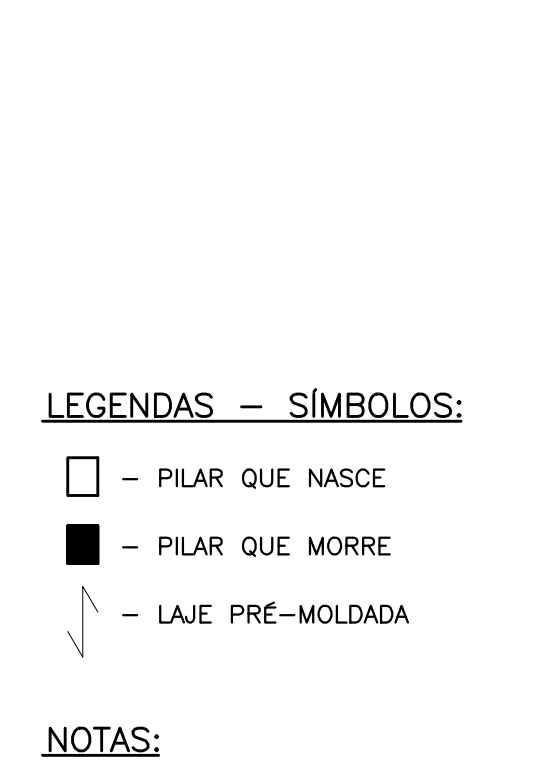 LEGENDAS – SÍMBOLOS:
– PILAR QUE NASCE
– PILAR QUE MORRE
– LAJE PRÉ–MOLDADA
NOTAS: